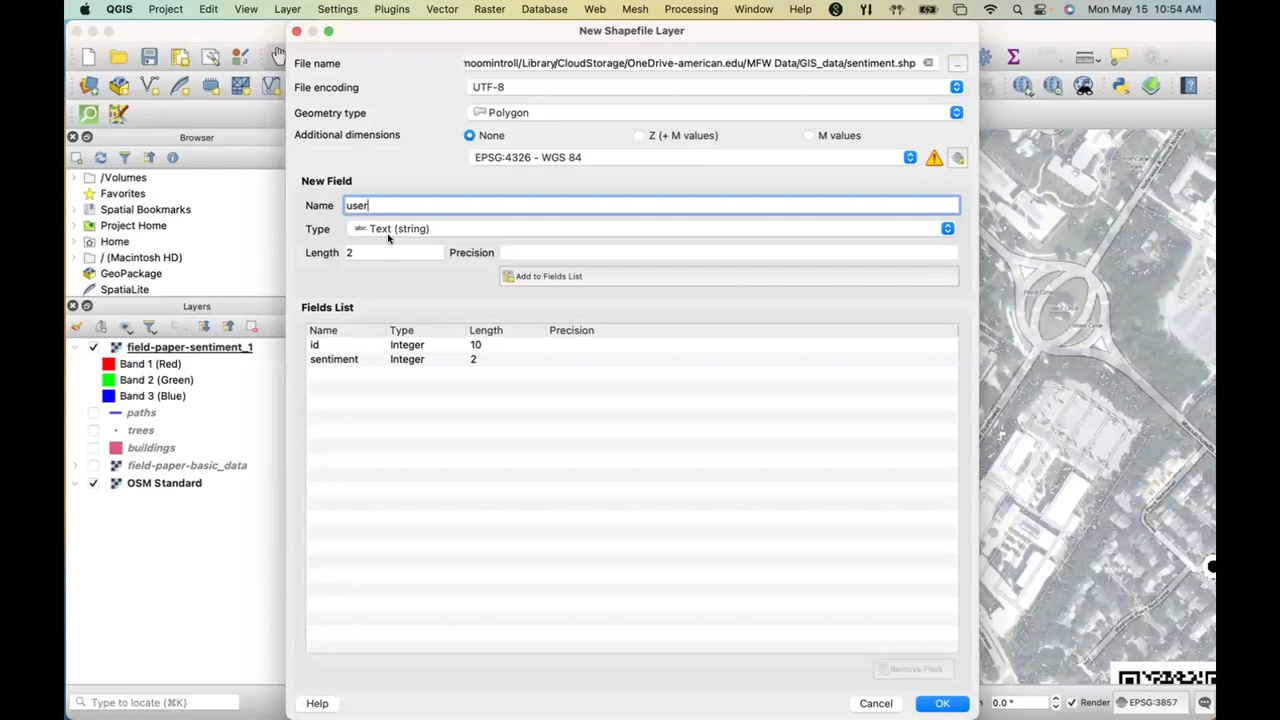 QGIS Project Edit View Layer Settings Plugins Vector Raster Database Web Mesh Processing Window Help Mon May 15 10:54 AM
New Shapefile Layer
File name moomintroll/Library/CloudStorage/OneDrive-american.edu/MFW Data/GIS_data/sentiment.shp ...
File encoding UTF-8
Geometry type Polygon
Additional dimensions None Z (+ M values) M values
EPSG:4326 - WGS 84
New Field
Name user
Type abc Text (string)
Length 2 Precision
Add to Fields List
Fields List
Name Type Length Precision
id Integer 10
sentiment Integer 2
Remove Field
Help Cancel OK
Browser
/Volumes
Favorites
Spatial Bookmarks
Project Home
Home
/ (Macintosh HD)
GeoPackage
SpatiaLite
Layers
field-paper-sentiment_1
Band 1 (Red)
Band 2 (Green)
Band 3 (Blue)
paths
trees
buildings
field-paper-basic_data
OSM Standard
Type to locate (⌘K)
0.0 ° Render EPSG:3857
Ward Circle
Ward Circle